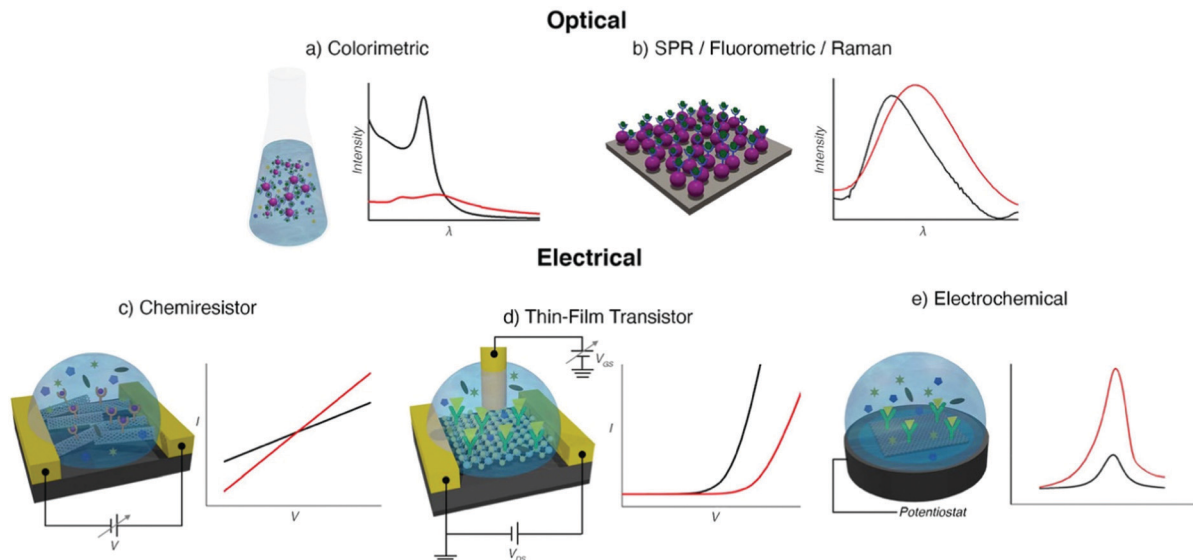 Optical
a) Colorimetric
b) SPR / Fluorometric / Raman
Intensity
λ
Intensity
λ
Electrical
c) Chemiresistor
d) Thin-Film Transistor
e) Electrochemical
V
I
V
V_GS
V_DS
I
V
Potentiostat